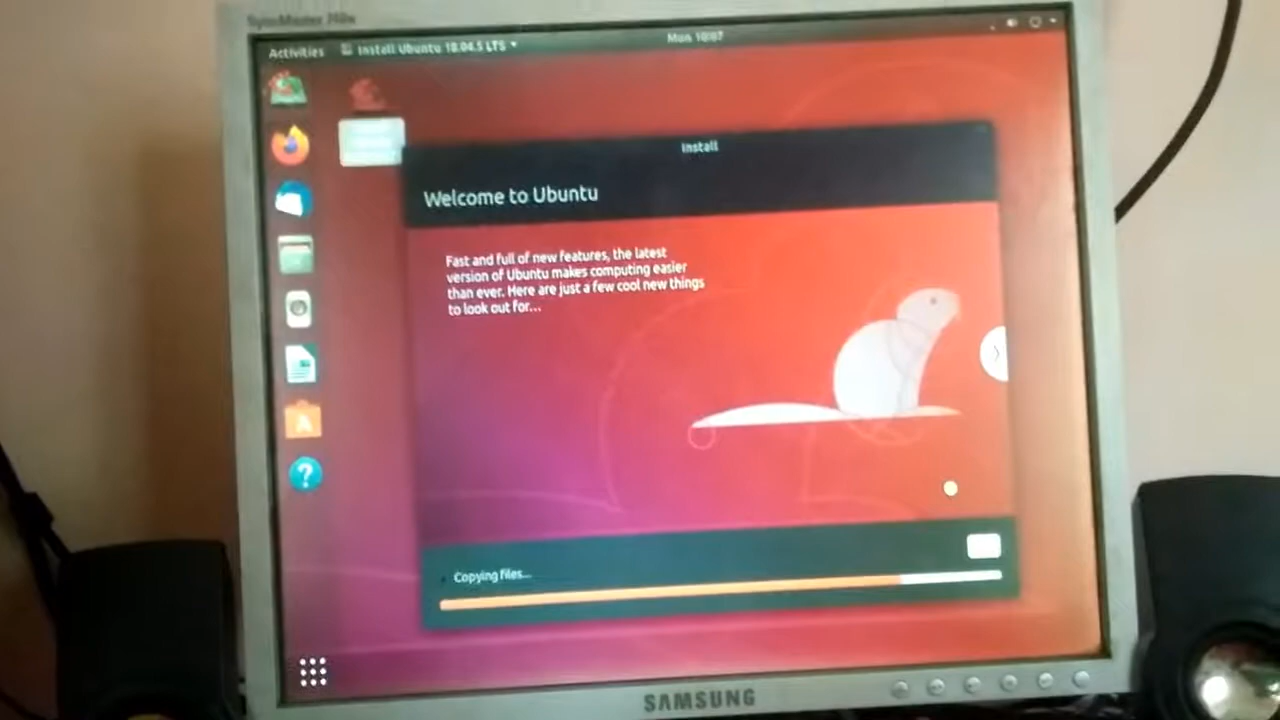 SyncMaster
Activities
Install Ubuntu 18.04.5 LTS
Mon 10:07
Install
Welcome to Ubuntu
Fast and full of new features, the latest
version of Ubuntu makes computing easier
than ever. Here are just a few cool new things
to look out for...
Copying files...
SAMSUNG